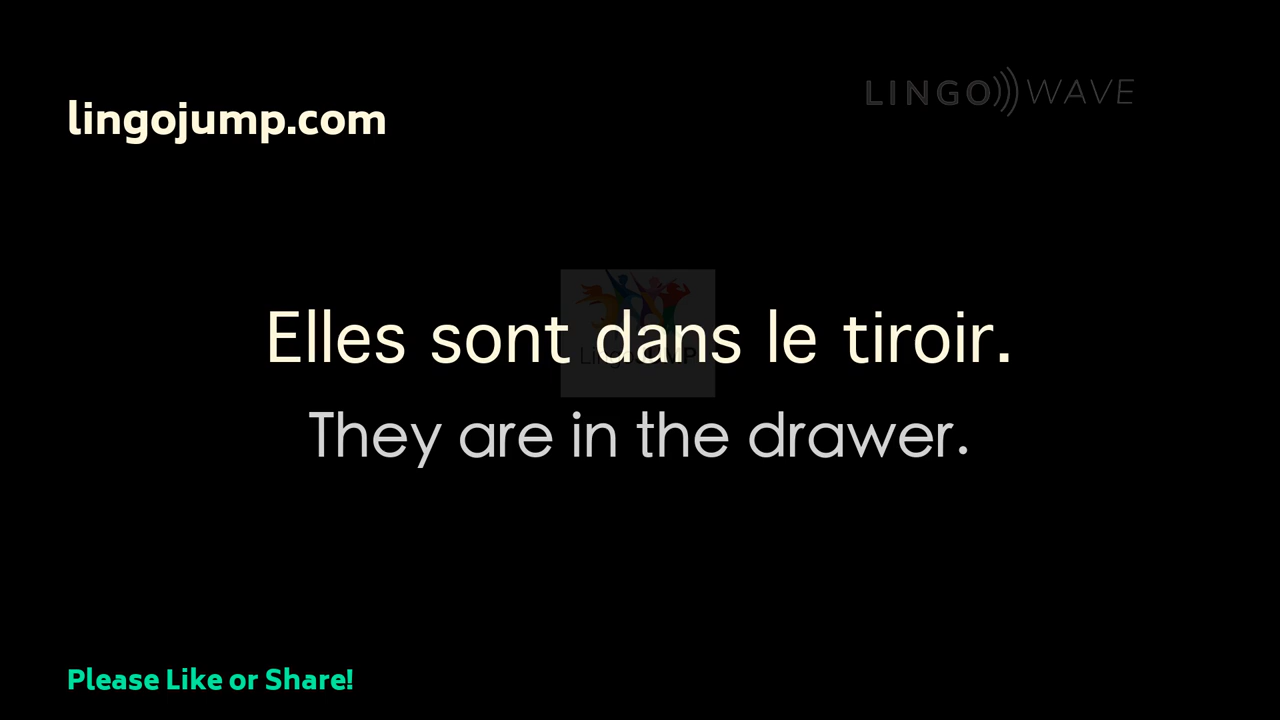 lingojump.com
LINGO WAVE
Elles sont dans le tiroir.
They are in the drawer.
Please Like or Share!